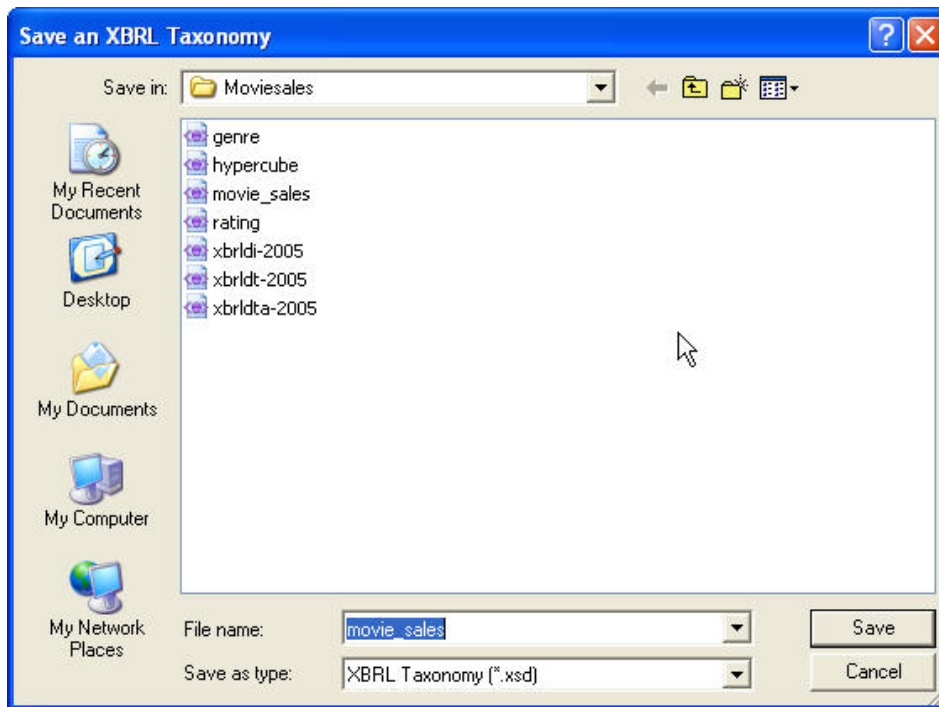 Save an XBRL Taxonomy
Save in: Moviesales
My Recent
Documents
Desktop
My Documents
My Computer
My Network
Places
genre
hypercube
movie_sales
rating
xbrldi-2005
xbrldt-2005
xbrldta-2005
File name: movie_sales Save
Save as type: XBRL Taxonomy (*.xsd) Cancel